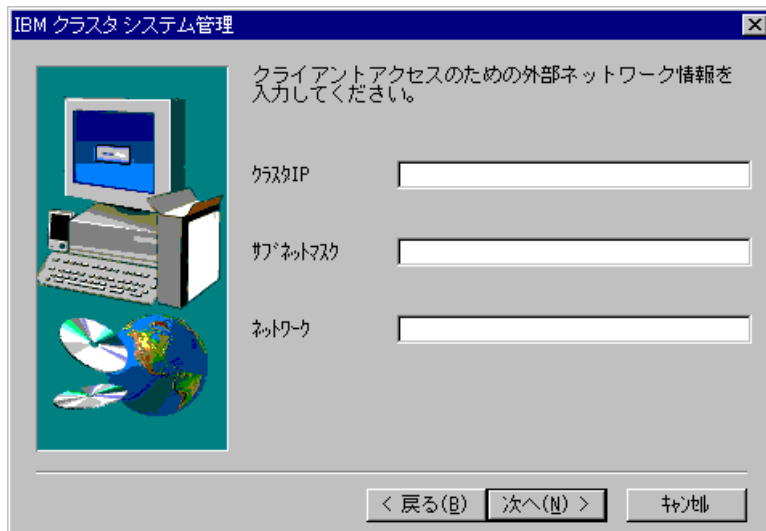 IBM クラスタ システム管理
クライアントアクセスのための外部ネットワーク情報を
入力してください。
ｸﾗｽﾀIP
ｻﾌﾞﾈｯﾄﾏｽｸ
ﾈｯﾄﾜｰｸ
< 戻る(B)
次へ(N) >
ｷｬﾝｾﾙ